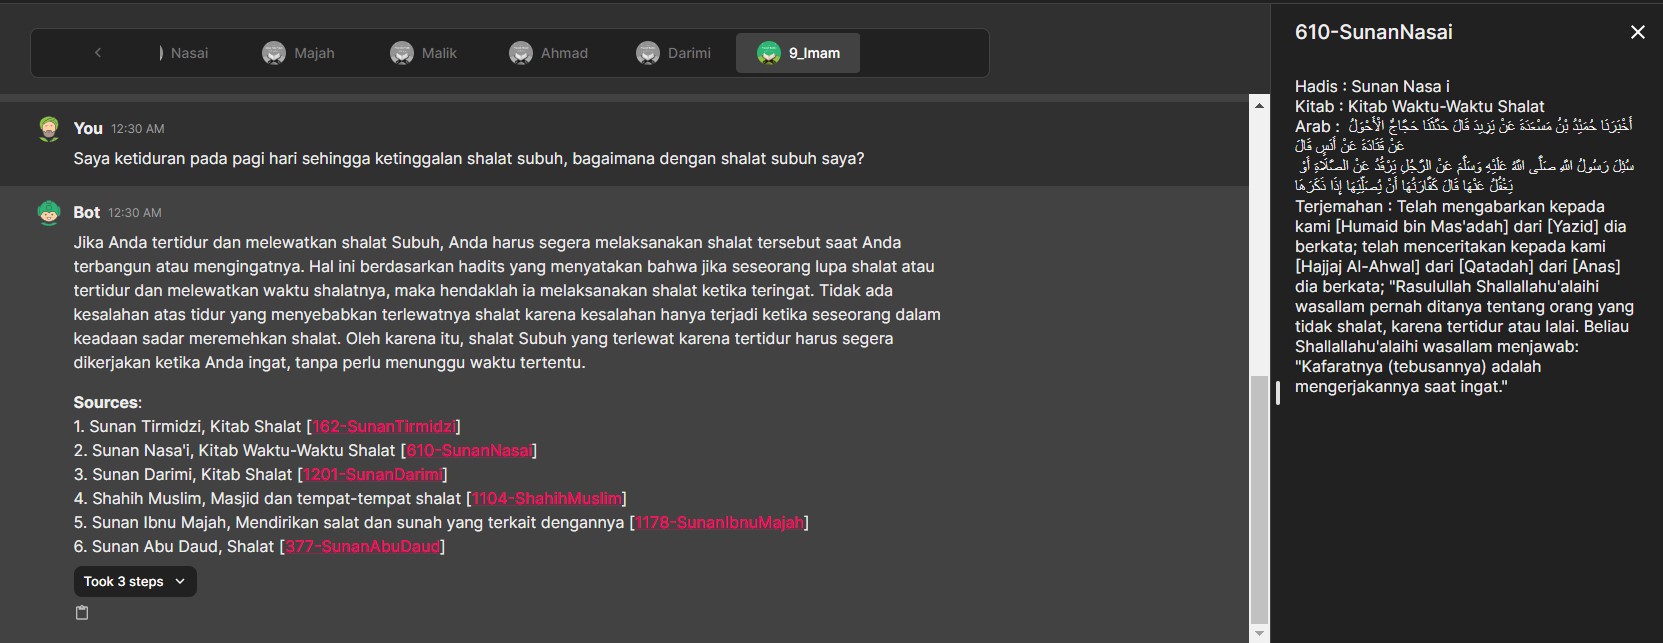 Nasai
Majah
Malik
Ahmad
Darimi
9_Imam
You 12:30 AM
Saya ketiduran pada pagi hari sehingga ketinggalan shalat subuh, bagaimana dengan shalat subuh saya?
Bot 12:30 AM
Jika Anda tertidur dan melewatkan shalat Subuh, Anda harus segera melaksanakan shalat tersebut saat Anda
terbangun atau mengingatnya. Hal ini berdasarkan hadits yang menyatakan bahwa jika seseorang lupa shalat atau
tertidur dan melewatkan waktu shalatnya, maka hendaklah ia melaksanakan shalat ketika teringat. Tidak ada
kesalahan atas tidur yang menyebabkan terlewatnya shalat karena kesalahan hanya terjadi ketika seseorang dalam
keadaan sadar meremehkan shalat. Oleh karena itu, shalat Subuh yang terlewat karena tertidur harus segera
dikerjakan ketika Anda ingat, tanpa perlu menunggu waktu tertentu.
Sources:
1. Sunan Tirmidzi, Kitab Shalat [162-SunanTirmidzi]
2. Sunan Nasa'i, Kitab Waktu-Waktu Shalat [610-SunanNasai]
3. Sunan Darimi, Kitab Shalat [1201-SunanDarimi]
4. Shahih Muslim, Masjid dan tempat-tempat shalat [1104-ShahihMuslim]
5. Sunan Ibnu Majah, Mendirikan salat dan sunah yang terkait dengannya [1178-SunanIbnuMajah]
6. Sunan Abu Daud, Shalat [377-SunanAbuDaud]
Took 3 steps
610-SunanNasai
Hadis : Sunan Nasa i
Kitab : Kitab Waktu-Waktu Shalat
Arab : أَخْبَرَنَا حُمَيْدُ بْنُ مَسْعَدَةَ عَنْ يَزِيدَ قَالَ حَدَّثَنَا حَجَّاجٌ الْأَحْوَلُ
عَنْ قَتَادَةَ عَنْ أَنَسٍ قَالَ
سُئِلَ رَسُولُ اللَّهِ صَلَّى اللَّهُ عَلَيْهِ وَسَلَّمَ عَنْ الرَّجُلِ يَرْقُدُ عَنْ الصَّلَاةِ أَوْ
يَغْفُلُ عَنْهَا قَالَ كَفَّارَتُهَا أَنْ يُصَلِّيَهَا إِذَا ذَكَرَهَا
Terjemahan : Telah mengabarkan kepada
kami [Humaid bin Mas'adah] dari [Yazid] dia
berkata; telah menceritakan kepada kami
[Hajjaj Al-Ahwal] dari [Qatadah] dari [Anas]
dia berkata; "Rasulullah Shallallahu'alaihi
wasallam pernah ditanya tentang orang yang
tidak shalat, karena tertidur atau lalai. Beliau
Shallallahu'alaihi wasallam menjawab:
"Kafaratnya (tebusannya) adalah
mengerjakannya saat ingat."